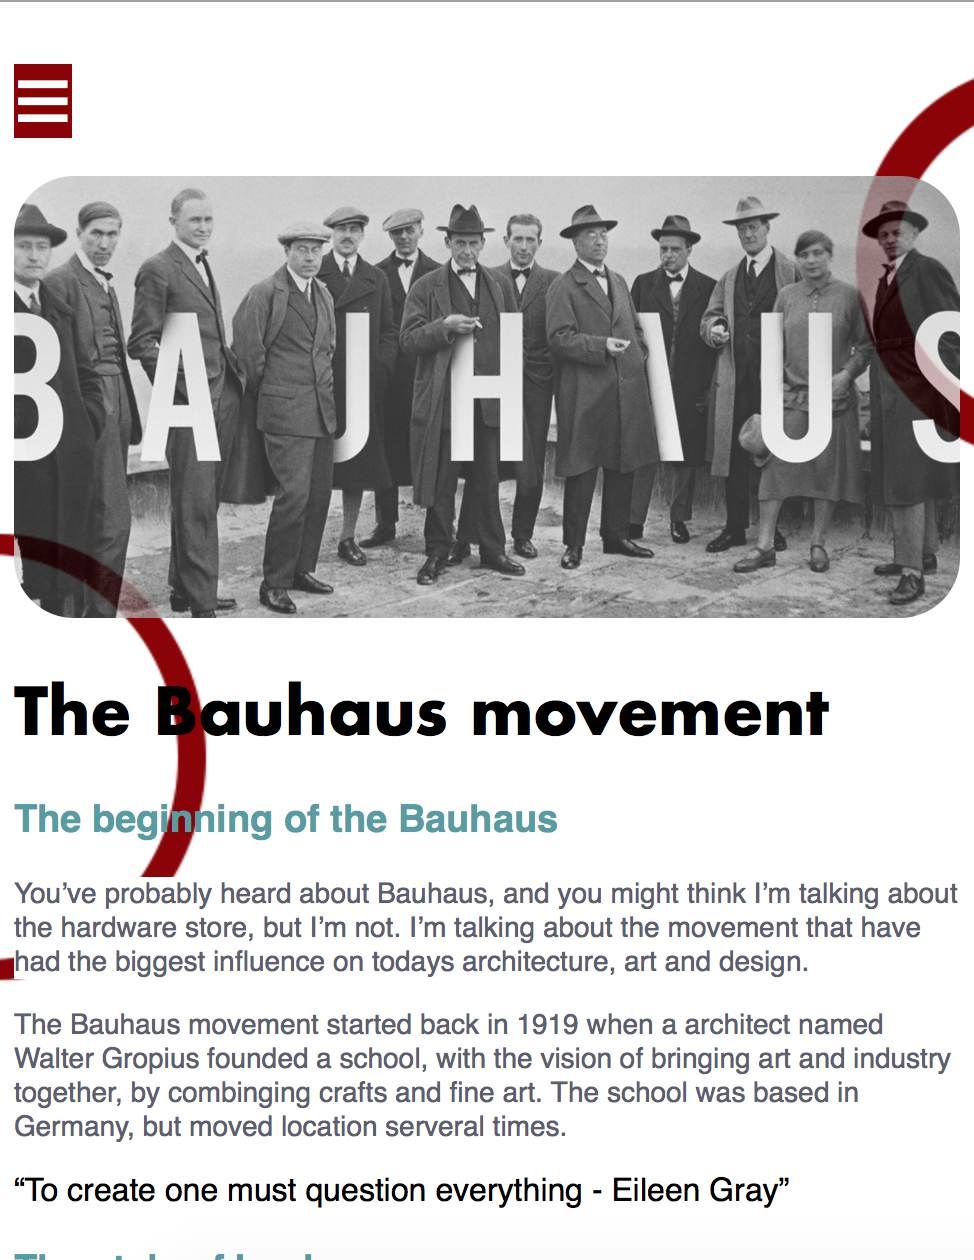 BAUHAUS
The Bauhaus movement
The beginning of the Bauhaus
You’ve probably heard about Bauhaus, and you might think I’m talking about
the hardware store, but I’m not. I’m talking about the movement that have
had the biggest influence on todays architecture, art and design.
The Bauhaus movement started back in 1919 when a architect named
Walter Gropius founded a school, with the vision of bringing art and industry
together, by combinging crafts and fine art. The school was based in
Germany, but moved location serveral times.
“To create one must question everything - Eileen Gray”